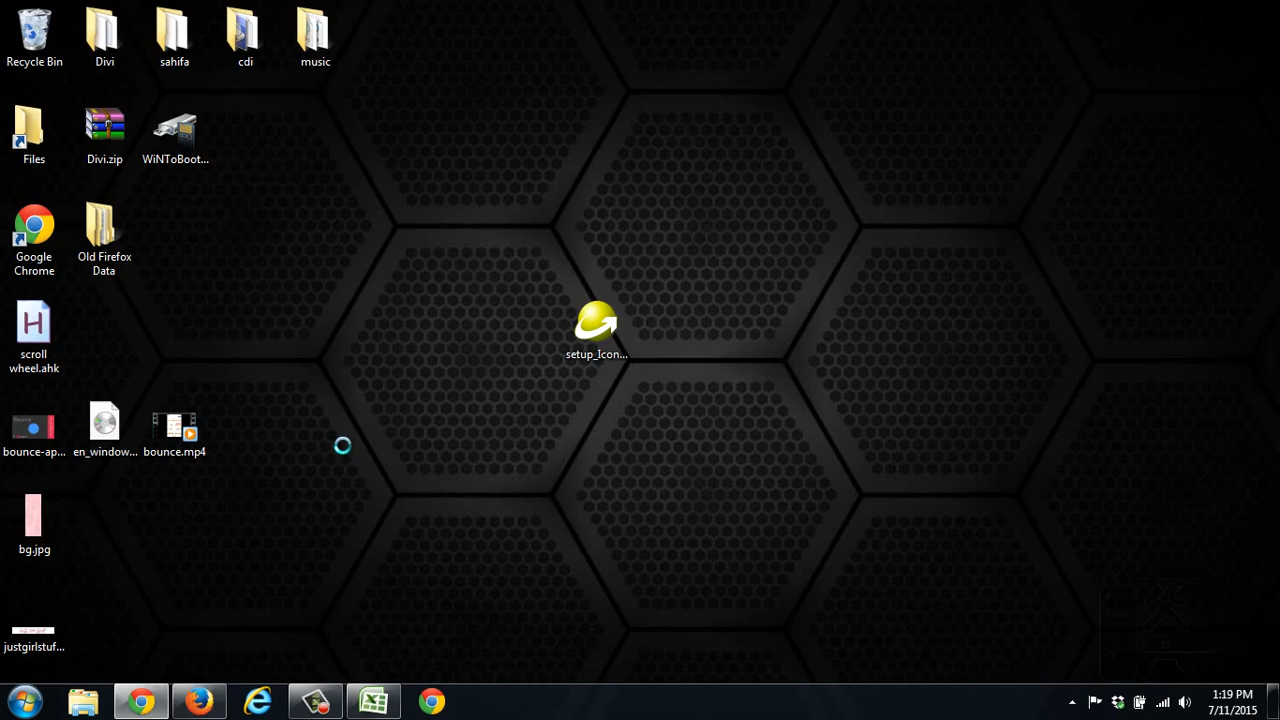 Recycle Bin
Divi
sahifa
cdi
music
Files
Divi.zip
WiNToBoot...
Google
Chrome
Old Firefox
Data
setup_Icon...
scroll
wheel.ahk
bounce-ap...
en_window...
bounce.mp4
bg.jpg
justgirlstuf...
1:19 PM
7/11/2015